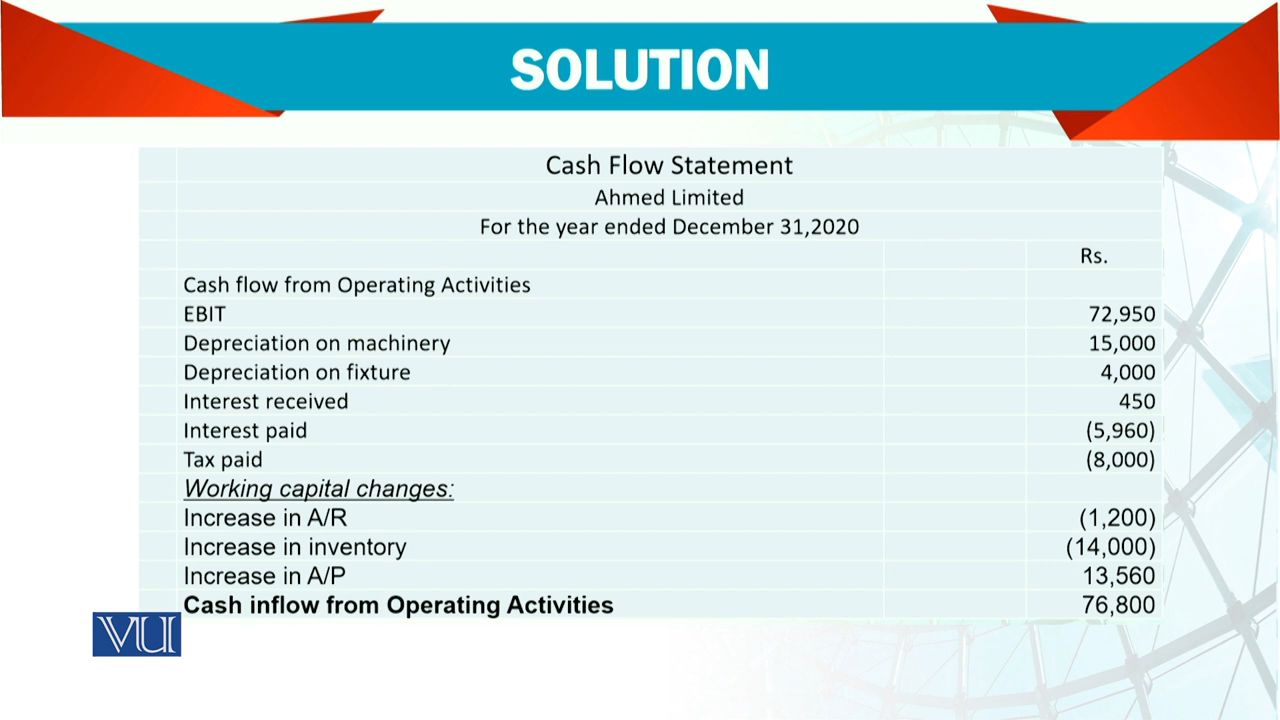 SOLUTION
Cash Flow Statement
Ahmed Limited
For the year ended December 31,2020
Rs.
Cash flow from Operating Activities
EBIT 72,950
Depreciation on machinery 15,000
Depreciation on fixture 4,000
Interest received 450
Interest paid (5,960)
Tax paid (8,000)
Working capital changes:
Increase in A/R (1,200)
Increase in inventory (14,000)
Increase in A/P 13,560
Cash inflow from Operating Activities 76,800
VU